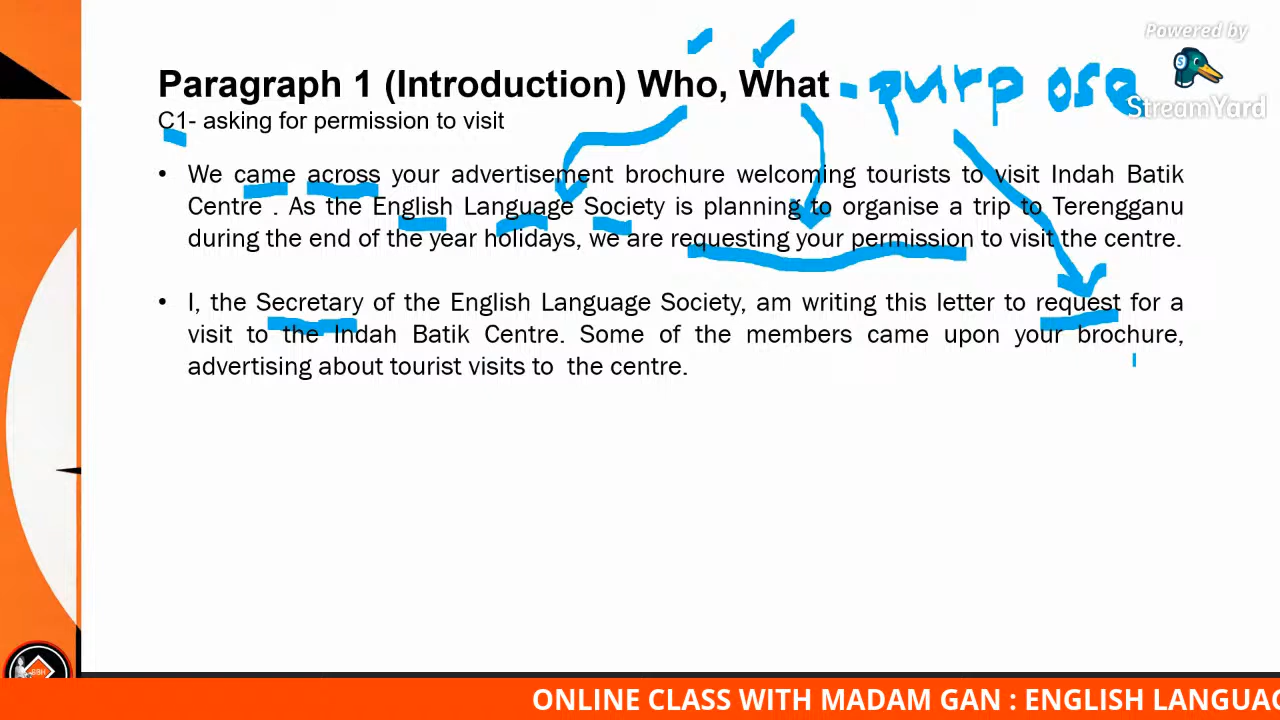 Powered by
StreamYard
Paragraph 1 (Introduction) Who, What - purpose
C1- asking for permission to visit
• We came across your advertisement brochure welcoming tourists to visit Indah Batik
Centre . As the English Language Society is planning to organise a trip to Terengganu
during the end of the year holidays, we are requesting your permission to visit the centre.
• I, the Secretary of the English Language Society, am writing this letter to request for a
visit to the Indah Batik Centre. Some of the members came upon your brochure,
advertising about tourist visits to the centre.
ONLINE CLASS WITH MADAM GAN : ENGLISH LANGUAG